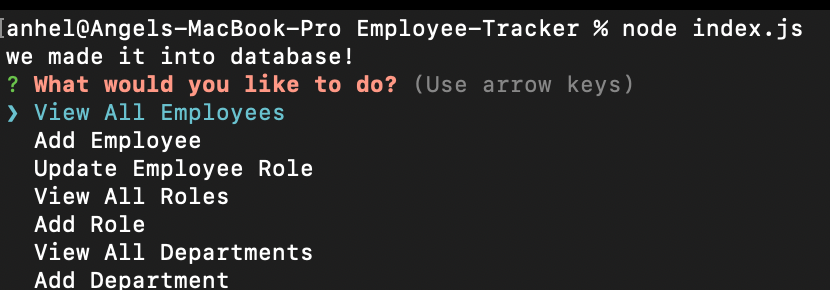 anhel@Angels-MacBook-Pro Employee-Tracker % node index.js
we made it into database!
? What would you like to do? (Use arrow keys)
❯ View All Employees
Add Employee
Update Employee Role
View All Roles
Add Role
View All Departments
Add Department